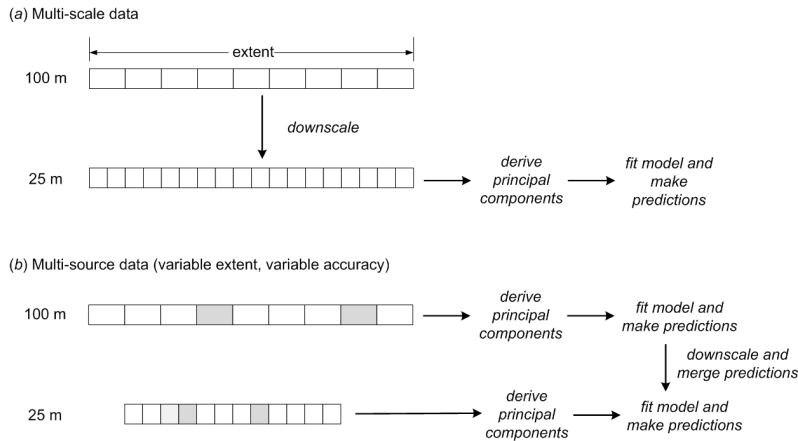 (a) Multi-scale data
extent
100 m
downscale
25 m
derive
principal
components
fit model and
make
predictions
(b) Multi-source data (variable extent, variable accuracy)
100 m
derive
principal
components
fit model and
make predictions
downscale and
merge predictions
25 m
derive
principal
components
fit model and
make predictions